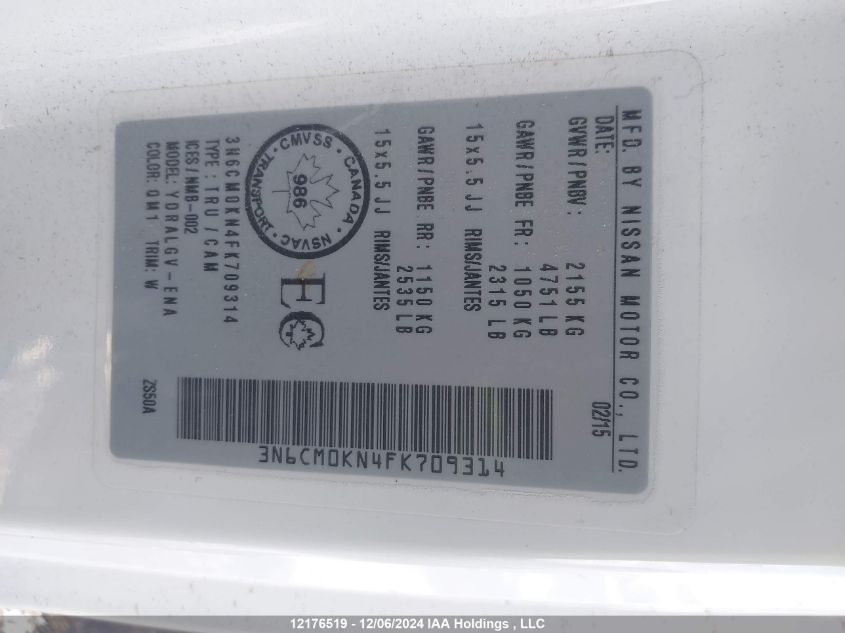 MFD. BY NISSAN MOTOR CO., LTD.
DATE: 02/15
GVWR/PNBV: 2155 KG
4751 LB
GAWR/PNBE FR: 1050 KG
2315 LB
15x5.5JJ RIMS/JANTES
GAWR/PNBE RR: 1150 KG
2535 LB
15x5.5JJ RIMS/JANTES
CMVSS · CANADA · NSVAC · TRANSPORT ·
986
EC
3N6CM0KN4FK709314
TYPE: TRU/CAM
ICES/NMB-002
MODEL: YDRALGV-ENA
COLOR: QM1 TRIM: W
ZS50A
3N6CM0KN4FK709314
12176519 - 12/06/2024 IAA Holdings , LLC